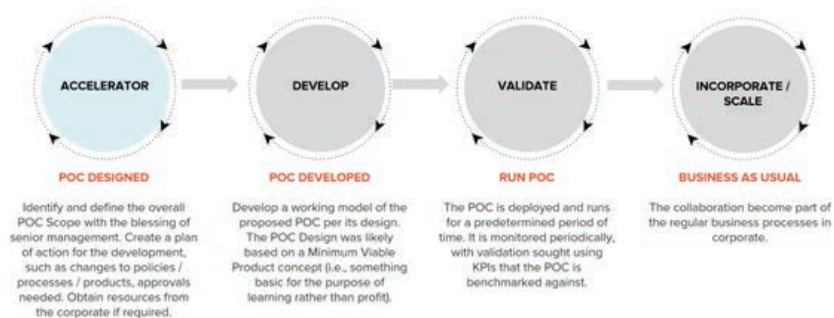 ACCELERATOR
DEVELOP
VALIDATE
INCORPORATE /
SCALE
POC DESIGNED
Identify and define the overall
POC Scope with the blessing of
senior management. Create a plan
of action for the development,
such as changes to policies /
processes / products, approvals
needed. Obtain resources from
the corporate if required.
POC DEVELOPED
Develop a working model of the
proposed POC per its design.
The POC Design was likely
based on a Minimum Viable
Product concept (i.e., something
basic for the purpose of
learning rather than profit).
RUN POC
The POC is deployed and runs
for a predetermined period of
time. It is monitored periodically,
with validation sought using
KPIs that the POC is
benchmarked against.
BUSINESS AS USUAL
The collaboration become part of
the regular business processes in
corporate.